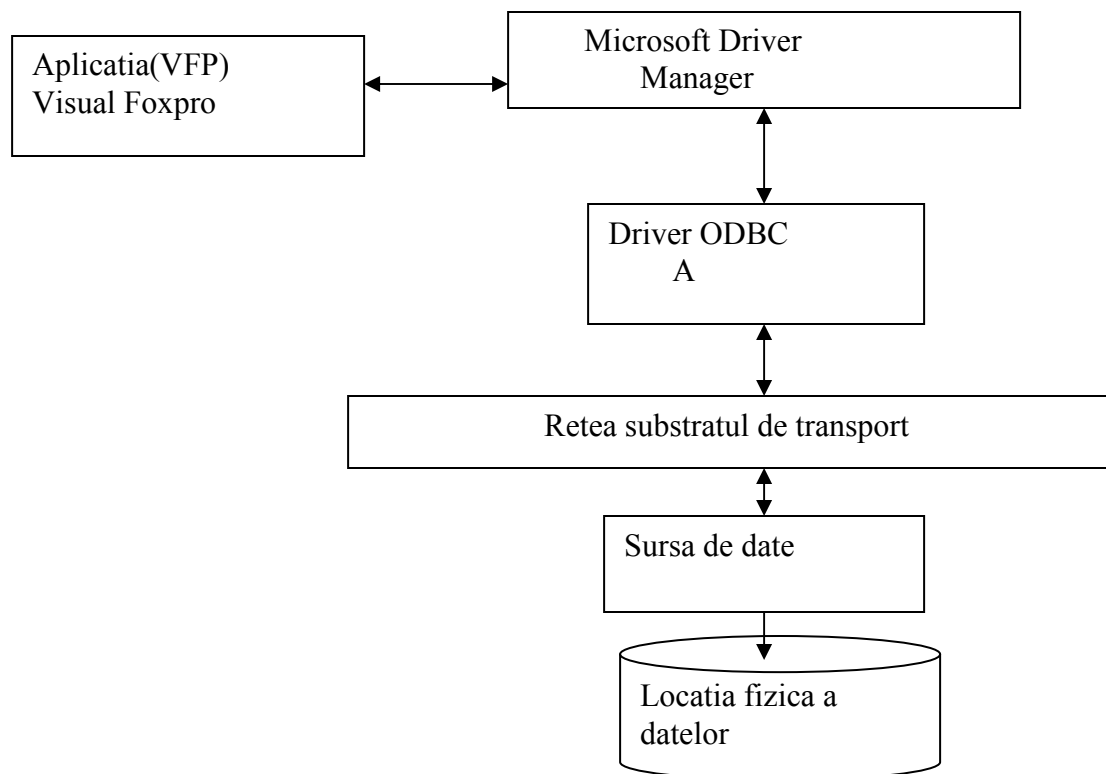 Aplicatia(VFP)
Visual Foxpro
Microsoft Driver
Manager
Driver ODBC
A
Retea substratul de transport
Sursa de date
Locatia fizica a
datelor